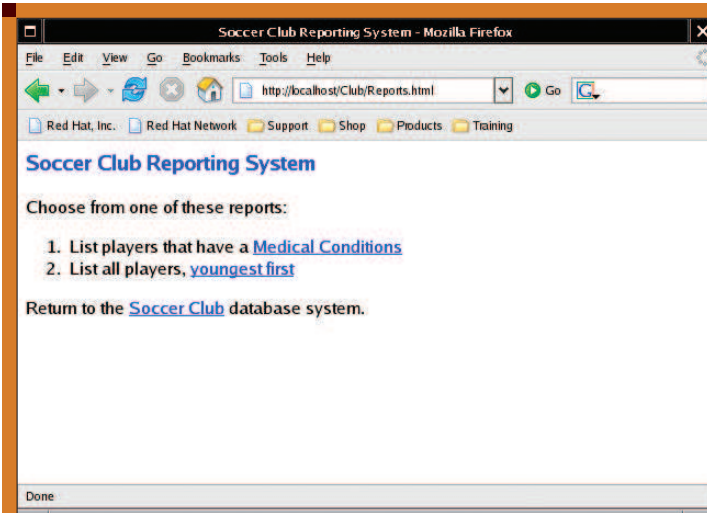 Soccer Club Reporting System - Mozilla Firefox
File Edit View Go Bookmarks Tools Help
http://localhost/Club/Reports.html Go G
Red Hat, Inc. Red Hat Network Support Shop Products Training
Soccer Club Reporting System
Choose from one of these reports:
1. List players that have a Medical Conditions
2. List all players, youngest first
Return to the Soccer Club database system.
Done